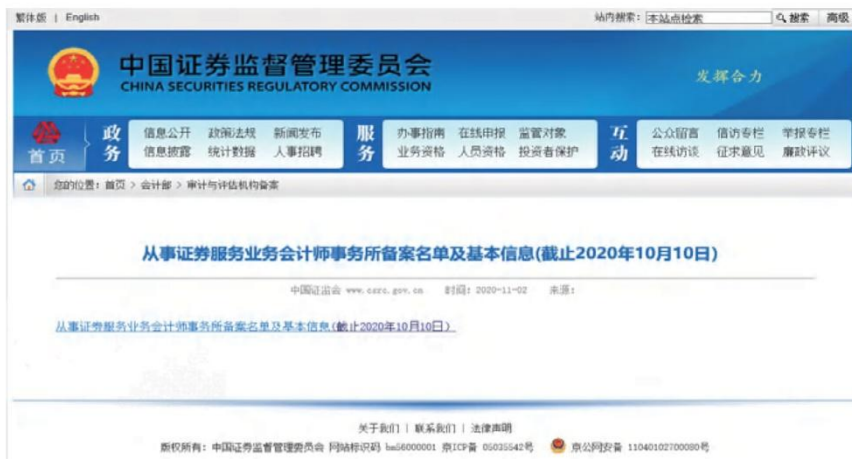 繁体版 | English 站内搜索: 本站点检索 搜索 高级
中国证券监督管理委员会
CHINA SECURITIES REGULATORY COMMISSION
发挥合力
首页 政务 信息公开 政策法规 新闻发布 服务 办事指南 在线申报 监管对象 互动 公众留言 信访专栏 举报专栏
信息披露 统计数据 人事招聘 业务资格 人员资格 投资者保护 在线访谈 征求意见 廉政评议
您的位置: 首页 > 会计部 > 审计与评估机构备案
从事证券服务业务会计师事务所备案名单及基本信息(截止2020年10月10日)
中国证监会 www.csrc.gov.cn 时间: 2020-11-02 来源:
从事证券服务业务会计师事务所备案名单及基本信息(截止2020年10月10日)
关于我们 | 联系我们 | 法律声明
版权所有: 中国证券监督管理委员会 网站标识码 bm56000001 京ICP备 05035542号 京公网安备 11040102700080号